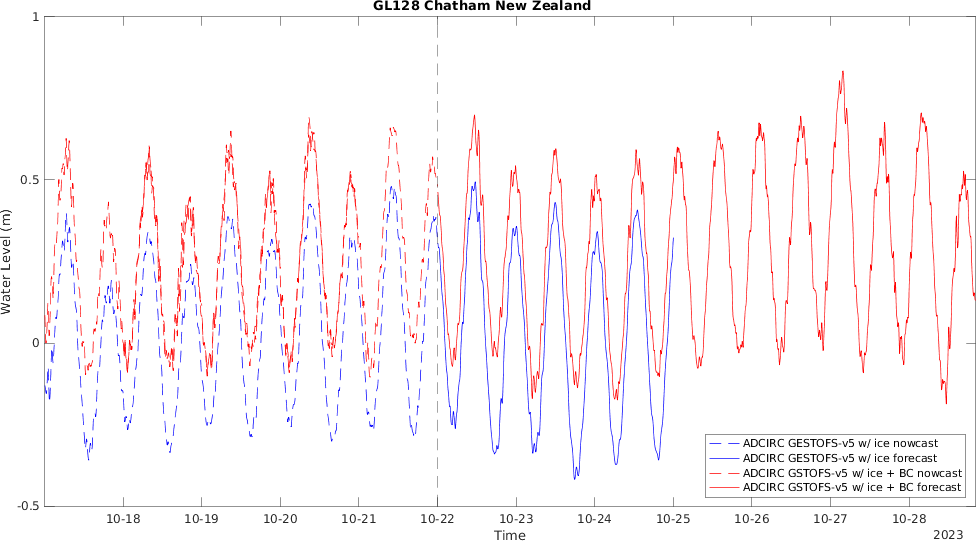 GL128 Chatham New Zealand
Water Level (m)
1
0.5
0
-0.5
10-18
10-19
10-20
10-21
10-22
10-23
10-24
10-25
10-26
10-27
10-28
Time
2023
ADCIRC GESTOFS-v5 w/ ice nowcast
ADCIRC GESTOFS-v5 w/ ice forecast
ADCIRC GSTOFS-v5 w/ ice + BC nowcast
ADCIRC GSTOFS-v5 w/ ice + BC forecast